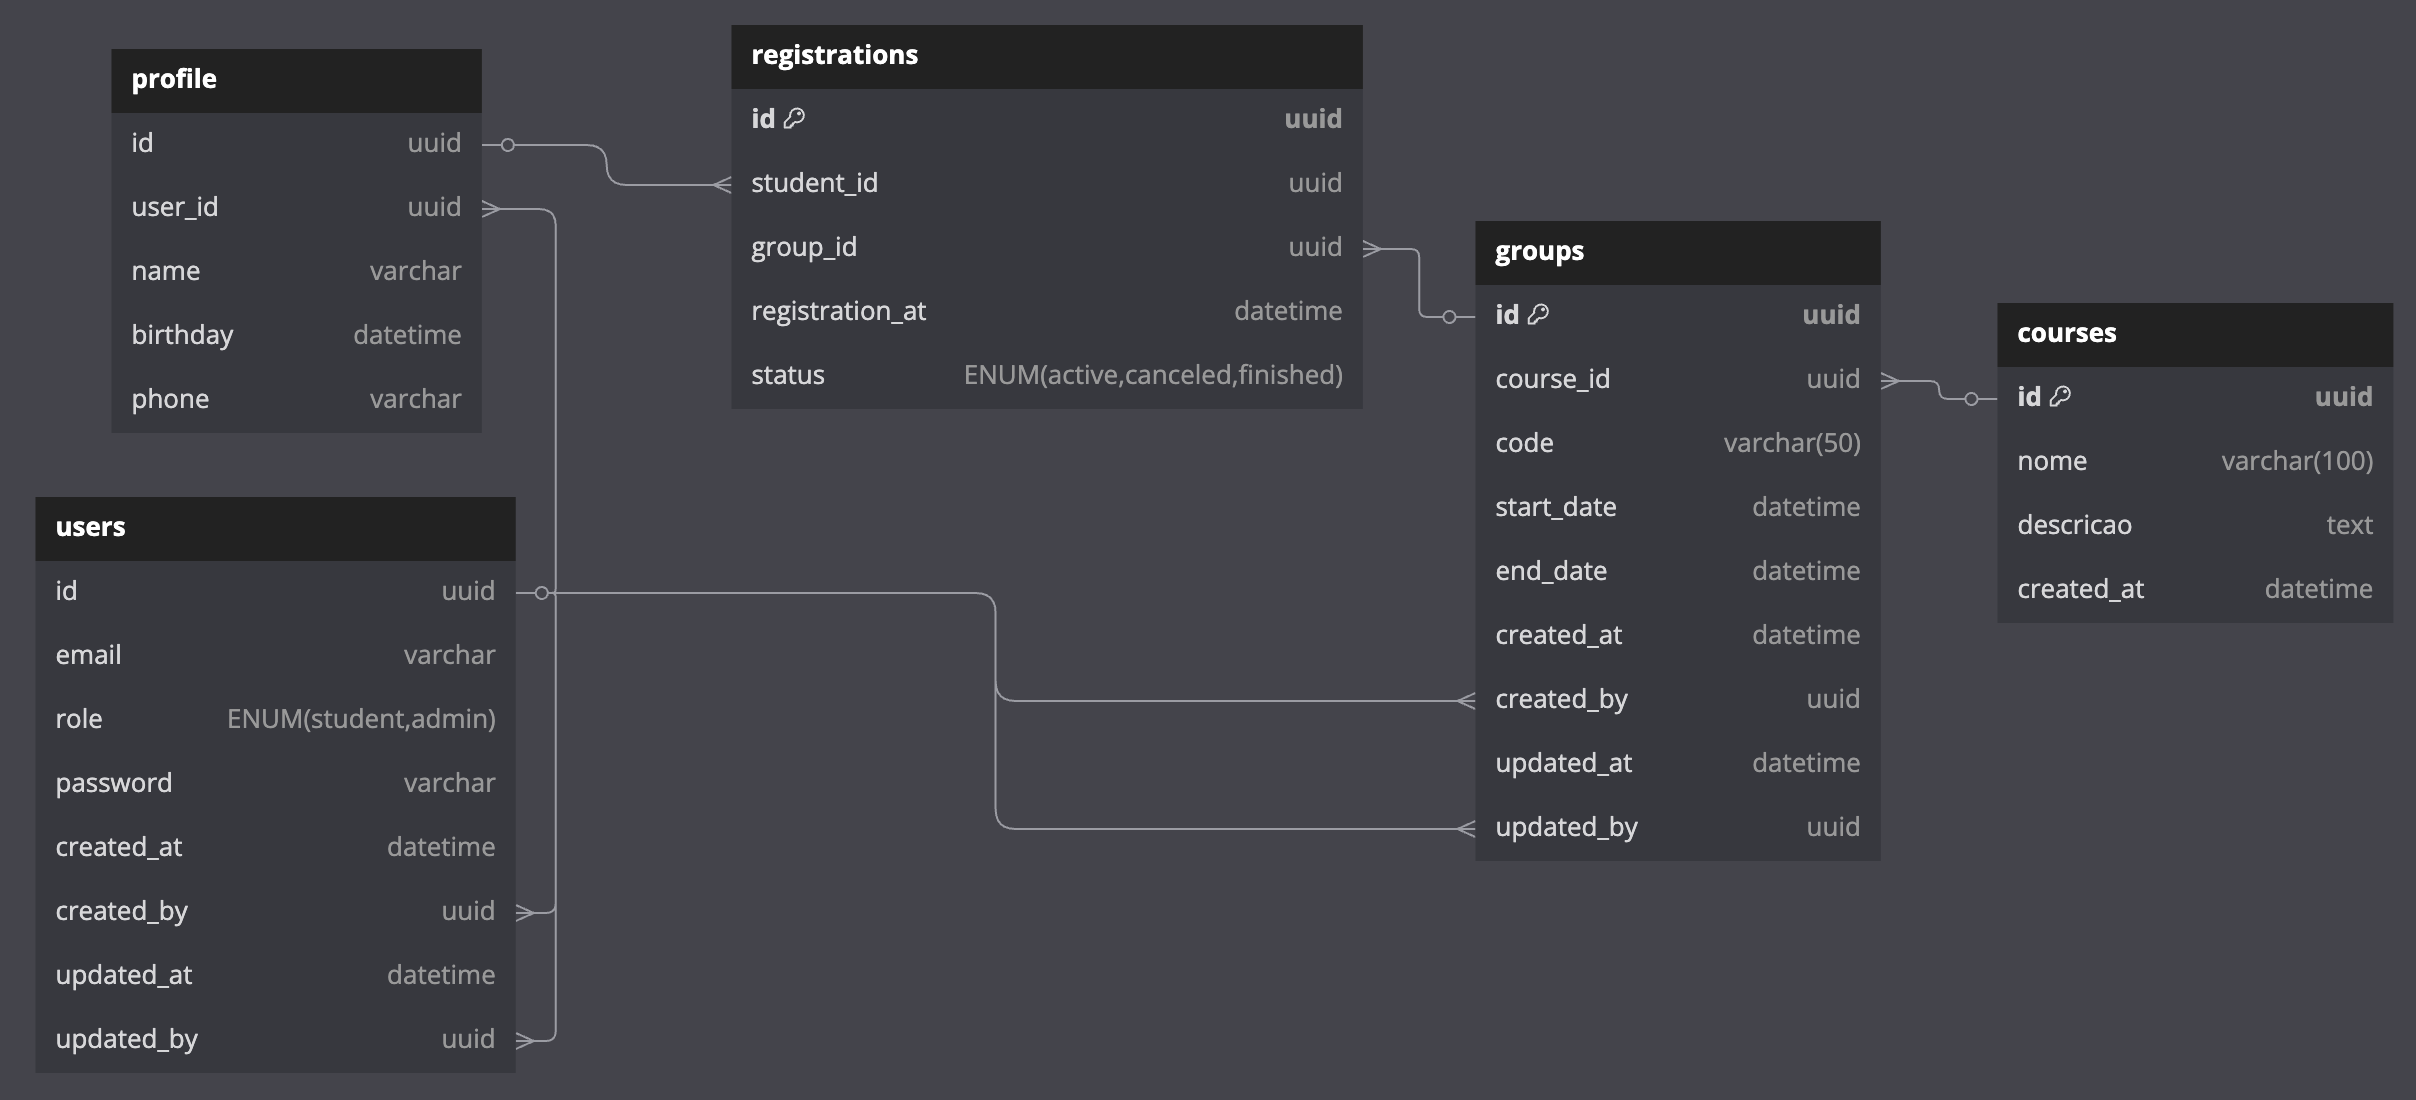 profile
id uuid
user_id uuid
name varchar
birthday datetime
phone varchar
registrations
id uuid
student_id uuid
group_id uuid
registration_at datetime
status ENUM(active,canceled,finished)
groups
id uuid
course_id uuid
code varchar(50)
start_date datetime
end_date datetime
created_at datetime
created_by uuid
updated_at datetime
updated_by uuid
courses
id uuid
nome varchar(100)
descricao text
created_at datetime
users
id uuid
email varchar
role ENUM(student,admin)
password varchar
created_at datetime
created_by uuid
updated_at datetime
updated_by uuid